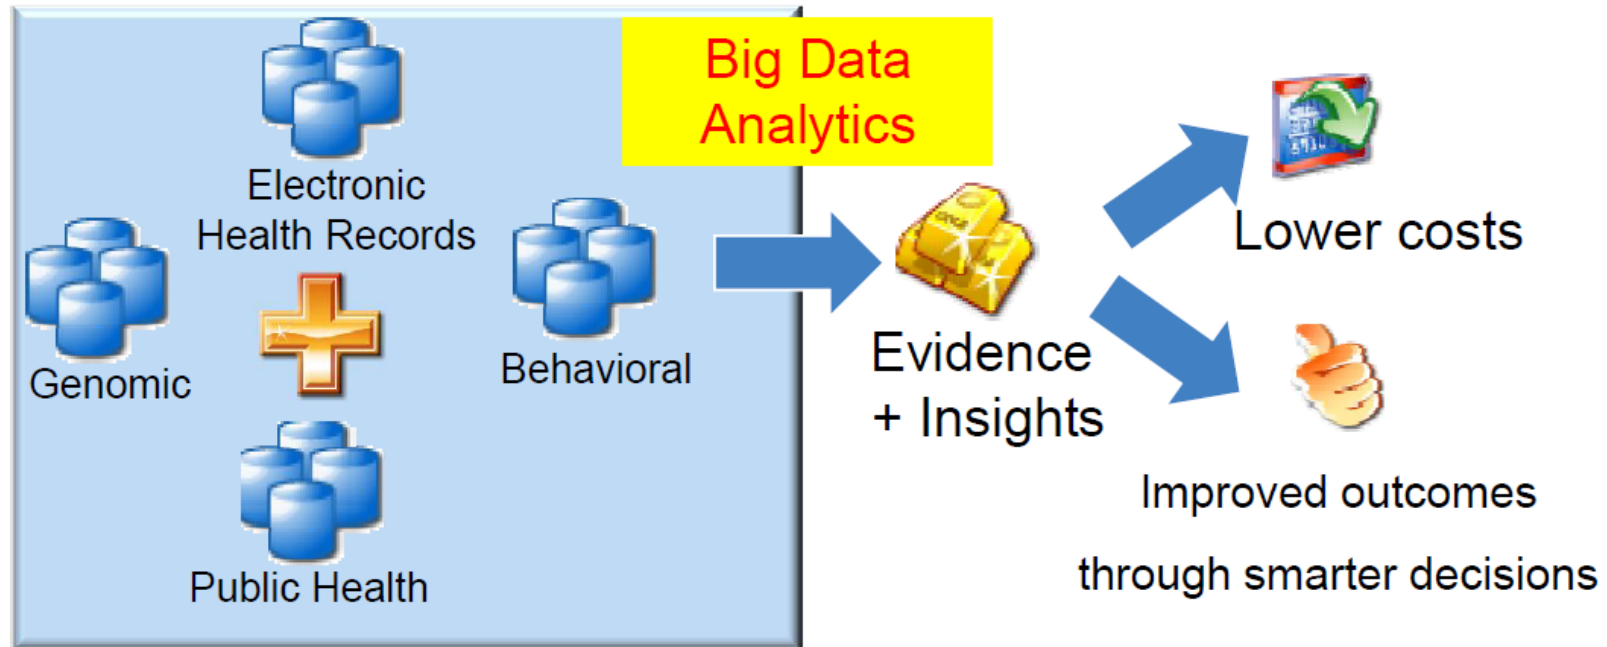 Big Data
Analytics
Electronic
Health Records
Genomic
Behavioral
Public Health
Evidence
+ Insights
Lower costs
Improved outcomes
through smarter decisions